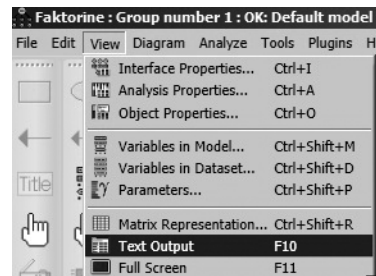 Faktorine : Group number 1 : OK: Default model
File Edit View Diagram Analyze Tools Plugins H
Interface Properties... Ctrl+I
Analysis Properties... Ctrl+A
Object Properties... Ctrl+O
Variables in Model... Ctrl+Shift+M
Variables in Dataset... Ctrl+Shift+D
Parameters... Ctrl+Shift+P
Title
Matrix Representation... Ctrl+Shift+R
Text Output F10
Full Screen F11